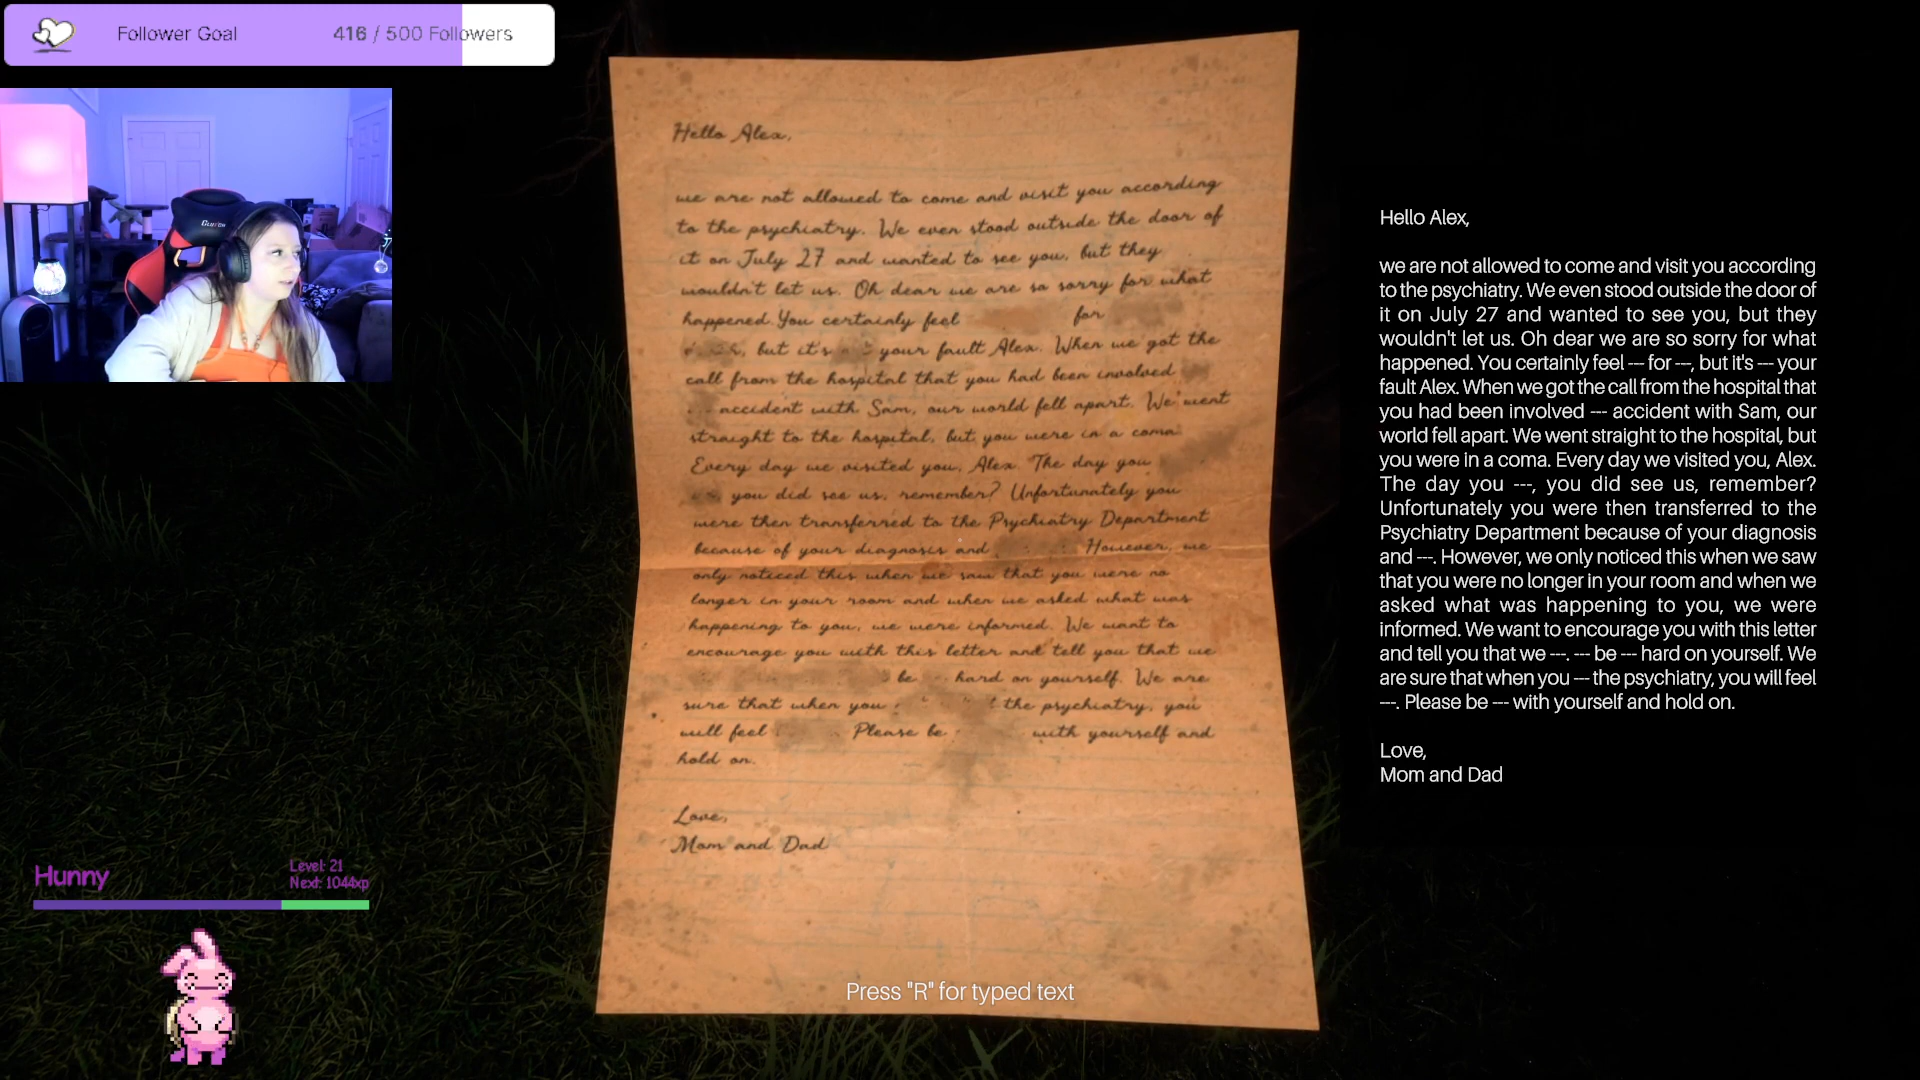 Follower Goal 416 / 500 Followers
Hello Alex,
we are not allowed to come and visit you according
to the psychiatry. We even stood outside the door of
it on July 27 and wanted to see you, but they
wouldn't let us. Oh dear we are so sorry for what
happened. You certainly feel for
but it's your fault Alex. When we got the
call from the hospital that you had been involved
accident with Sam, our world fell apart. We went
straight to the hospital, but you were in a coma.
Every day we visited you, Alex. The day you
you did see us, remember? Unfortunately you
were then transferred to the Psychiatry Department
because of your diagnosis and However, we
only noticed this when we saw that you were no
longer in your room and when we asked what was
happening to you, we were informed. We want to
encourage you with this letter and tell you that we
be hard on yourself. We are
sure that when you the psychiatry, you
will feel Please be with yourself and
hold on.
Love,
Mom and Dad
Press "R" for typed text
Hello Alex,
we are not allowed to come and visit you according
to the psychiatry. We even stood outside the door of
it on July 27 and wanted to see you, but they
wouldn't let us. Oh dear we are so sorry for what
happened. You certainly feel --- for ---, but it's --- your
fault Alex. When we got the call from the hospital that
you had been involved --- accident with Sam, our
world fell apart. We went straight to the hospital, but
you were in a coma. Every day we visited you, Alex.
The day you ---, you did see us, remember?
Unfortunately you were then transferred to the
Psychiatry Department because of your diagnosis
and ---. However, we only noticed this when we saw
that you were no longer in your room and when we
asked what was happening to you, we were
informed. We want to encourage you with this letter
and tell you that we ---. --- be --- hard on yourself. We
are sure that when you --- the psychiatry, you will feel
---. Please be --- with yourself and hold on.
Love,
Mom and Dad
Hunny
Level: 21
Next: 1044xp